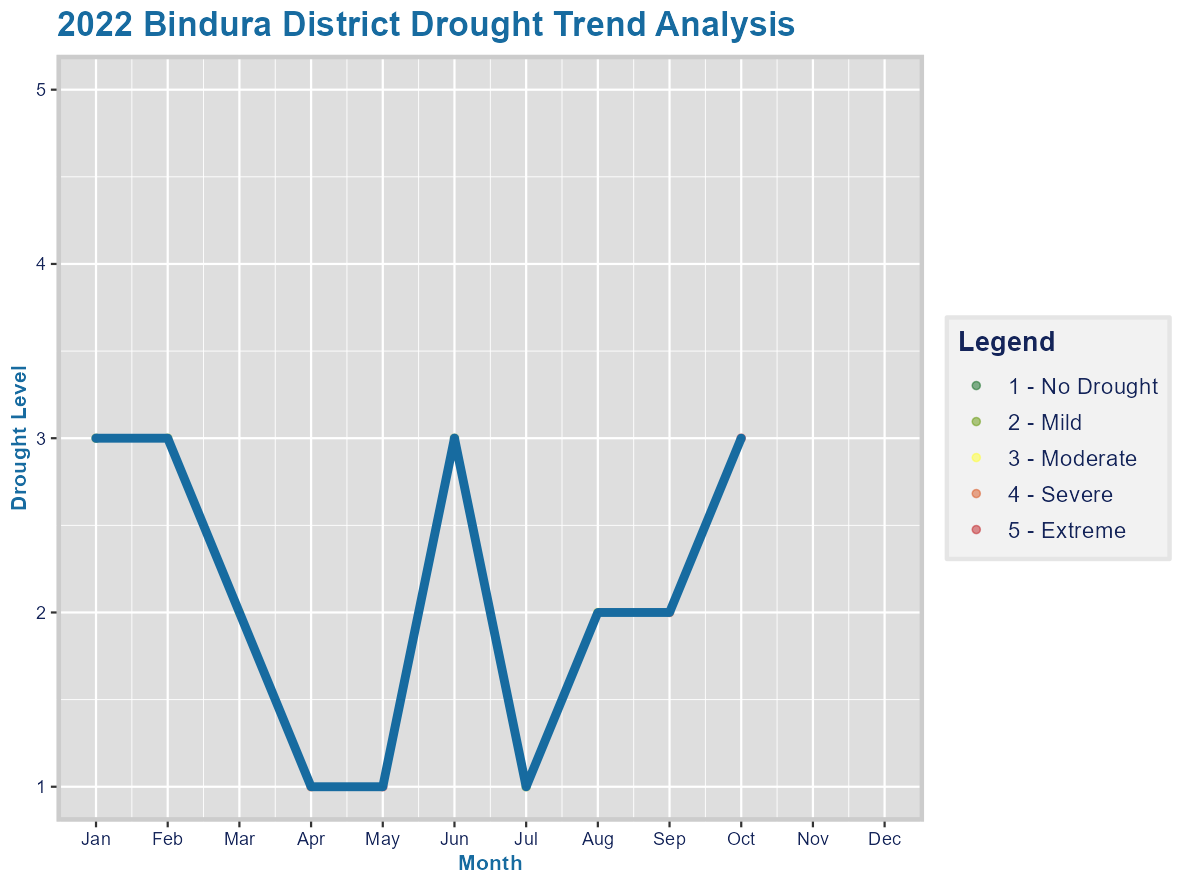 2022 Bindura District Drought Trend Analysis
Drought Level
5
4
3
2
1
Jan Feb Mar Apr May Jun Jul Aug Sep Oct Nov Dec
Month
Legend
1 - No Drought
2 - Mild
3 - Moderate
4 - Severe
5 - Extreme